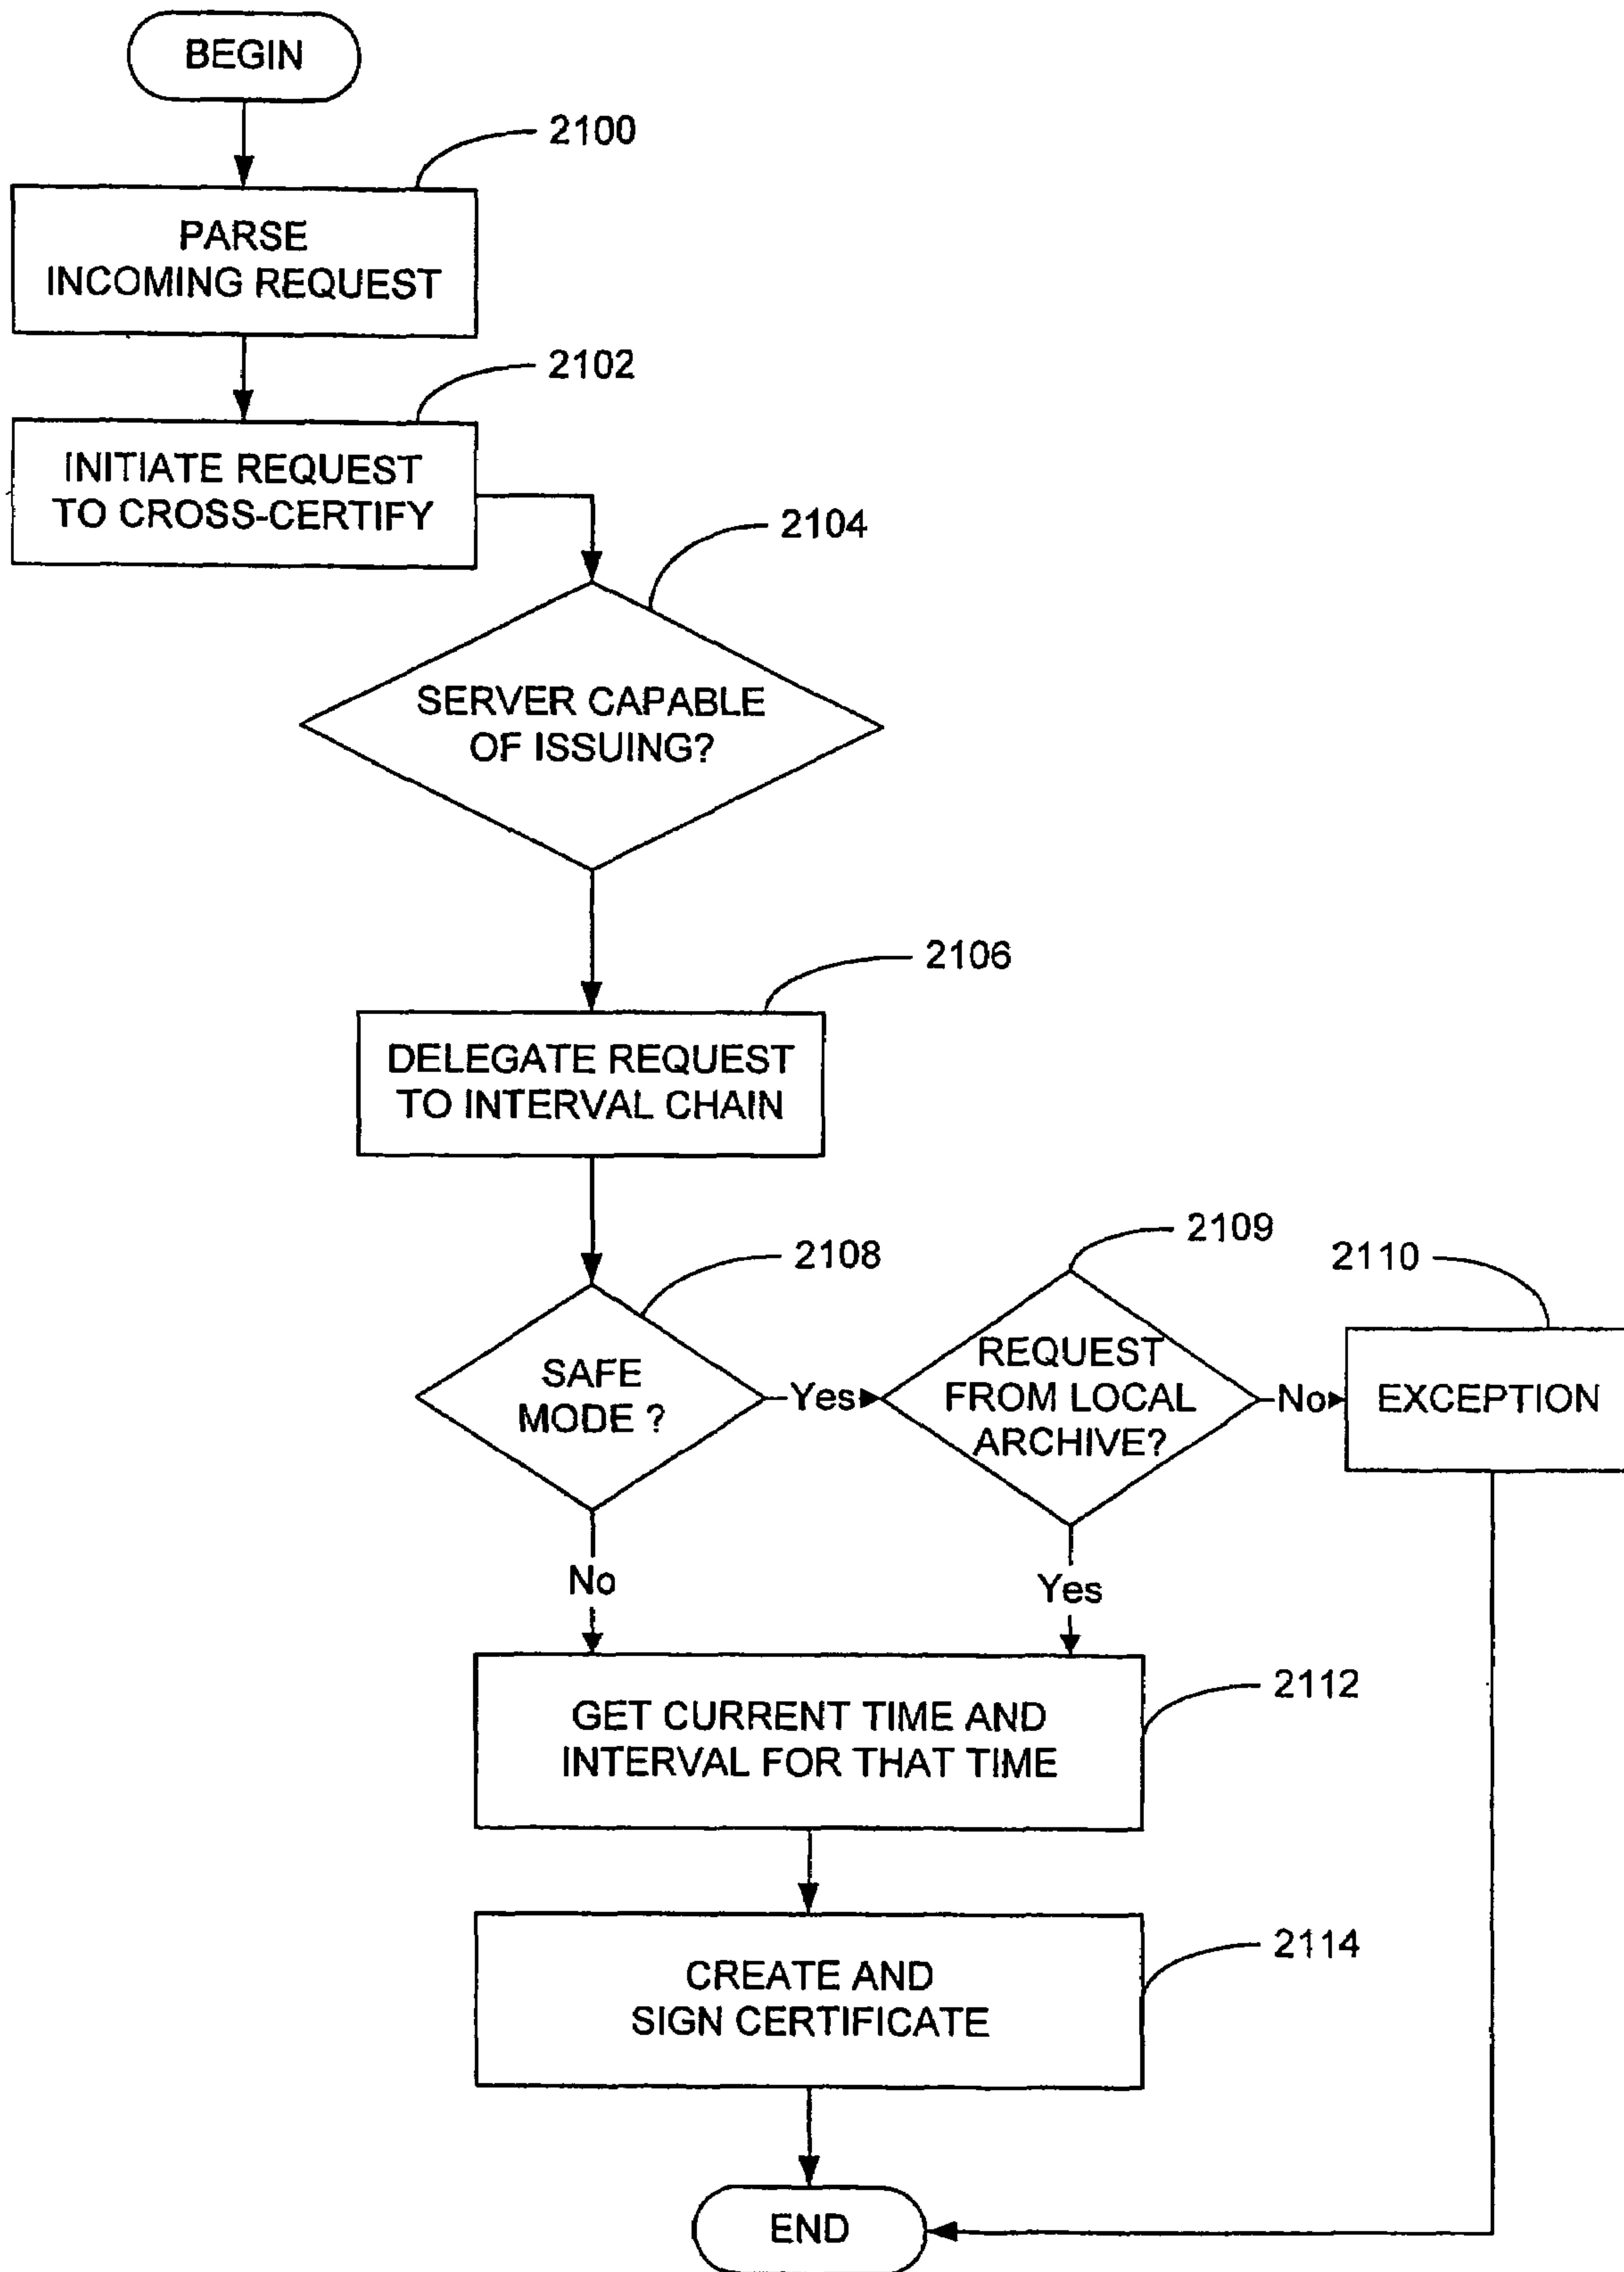 BEGIN
2100
PARSE
INCOMING REQUEST
2102
INITIATE REQUEST
TO CROSS-CERTIFY
2104
SERVER CAPABLE
OF ISSUING?
2106
DELEGATE REQUEST
TO INTERVAL CHAIN
2108
SAFE
MODE ?
Yes
2109
REQUEST
FROM LOCAL
ARCHIVE?
No
2110
EXCEPTION
No
Yes
2112
GET CURRENT TIME AND
INTERVAL FOR THAT TIME
2114
CREATE AND
SIGN CERTIFICATE
END